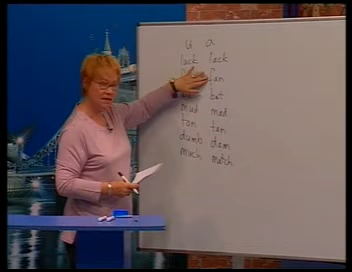 u a
luck lack
fan
bat
mud mad
ton tan
dumb dam
much match